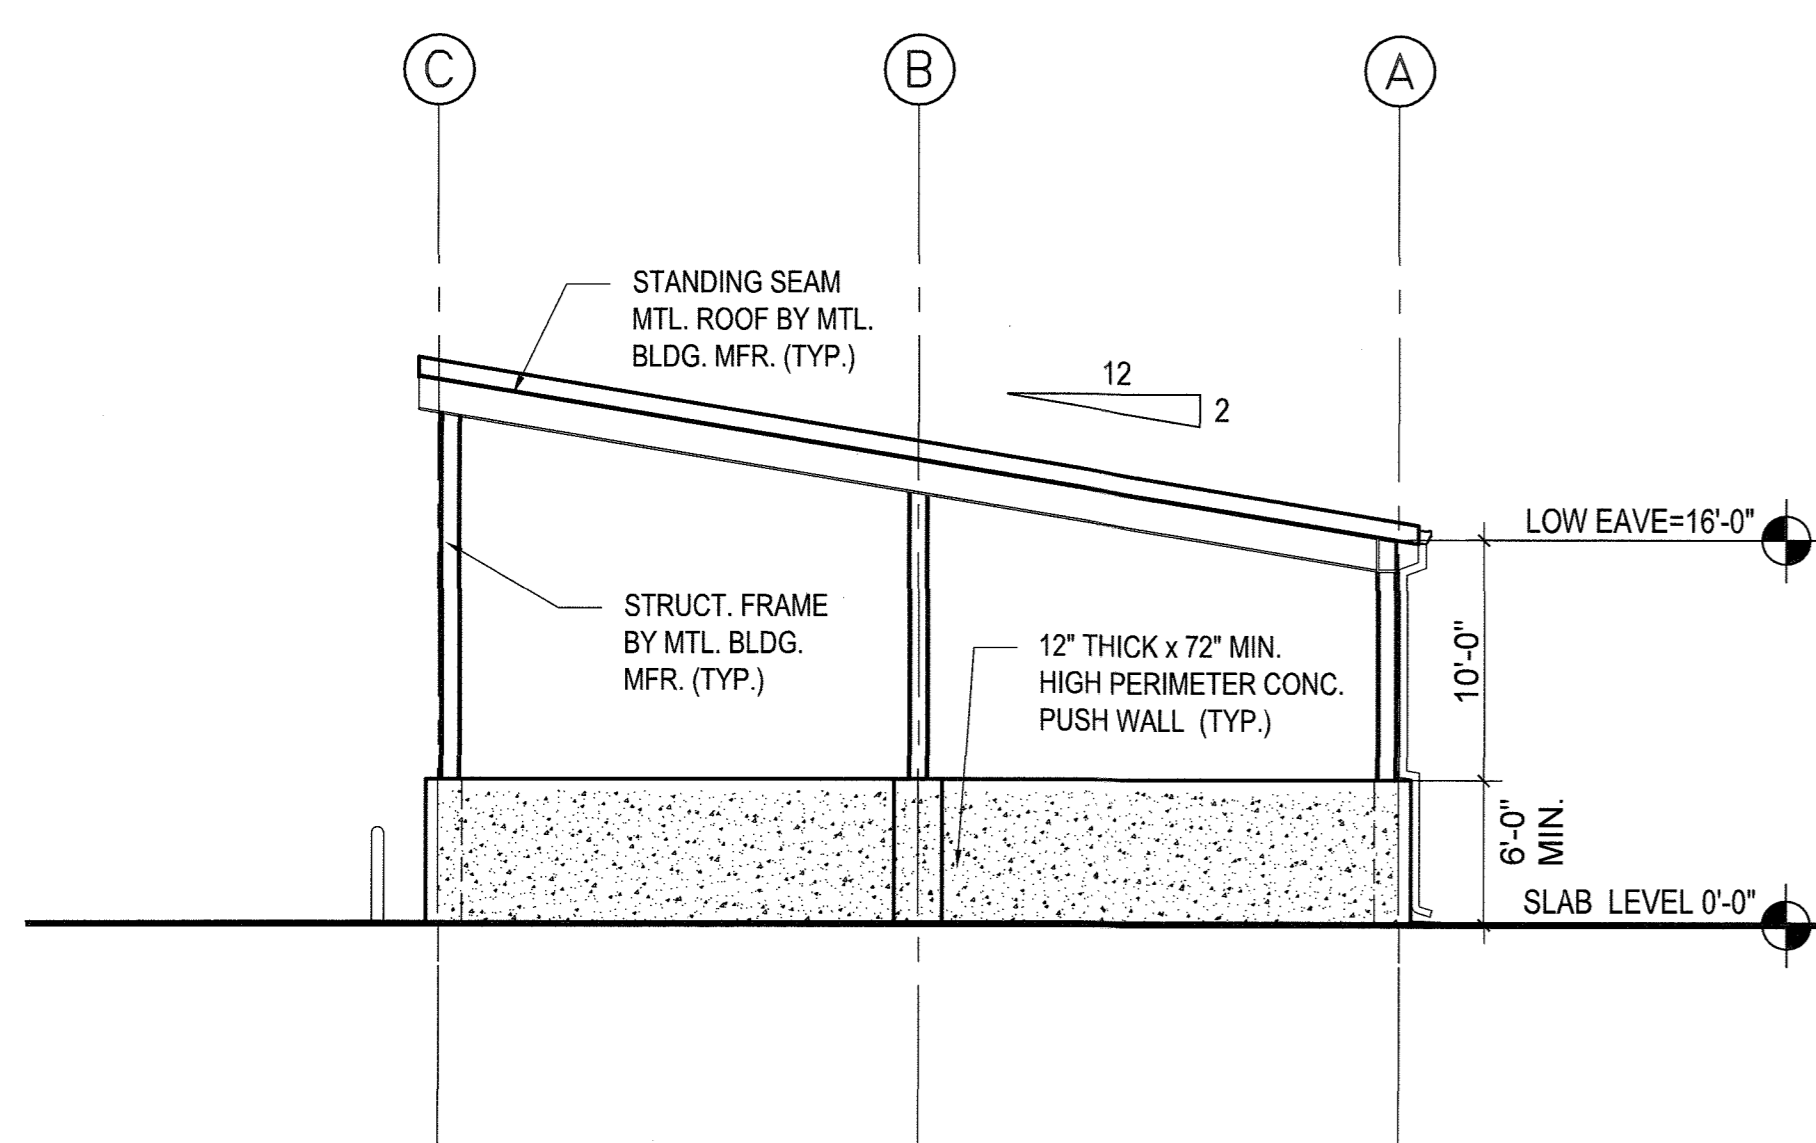 C
B
A
STANDING SEAM
MTL. ROOF BY MTL.
BLDG. MFR. (TYP.)
12
2
LOW EAVE=16'-0"
STRUCT. FRAME
BY MTL. BLDG.
MFR. (TYP.)
12" THICK x 72" MIN.
HIGH PERIMETER CONC.
PUSH WALL (TYP.)
10'-0"
6'-0"
MIN.
SLAB LEVEL 0'-0"